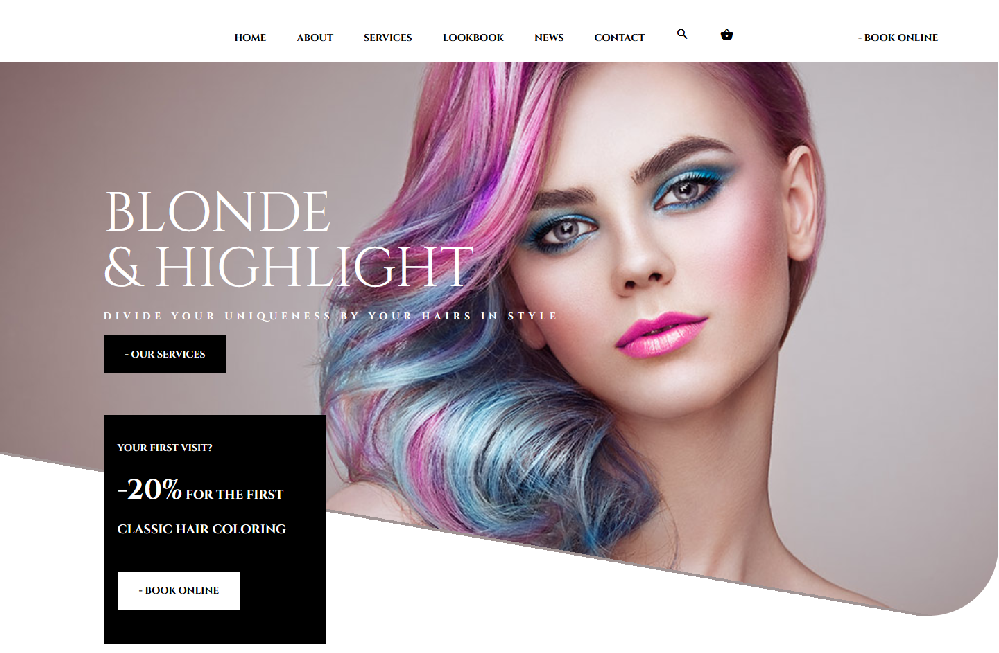 HOME ABOUT SERVICES LOOKBOOK NEWS CONTACT - BOOK ONLINE
BLONDE
& HIGHLIGHT
DIVIDE YOUR UNIQUENESS BY YOUR HAIRS IN STYLE
- OUR SERVICES
YOUR FIRST VISIT?
-20% FOR THE FIRST
CLASSIC HAIR COLORING
- BOOK ONLINE